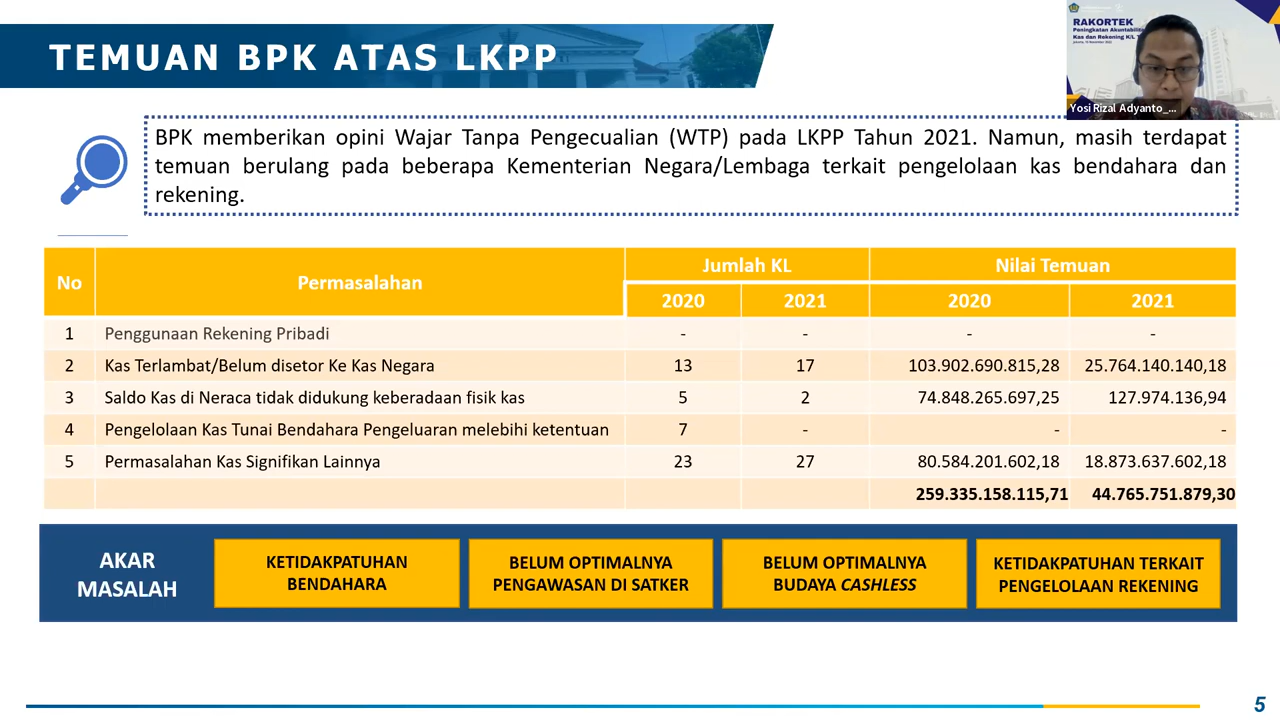 TEMUAN BPK ATAS LKPP
RAKORTEK
Peningkatan Akuntabilitas
Kas dan Rekening K/L
Yosi Rizal Adyanto_...
BPK memberikan opini Wajar Tanpa Pengecualian (WTP) pada LKPP Tahun 2021. Namun, masih terdapat
temuan berulang pada beberapa Kementerian Negara/Lembaga terkait pengelolaan kas bendahara dan
rekening.
No Permasalahan Jumlah KL Nilai Temuan
2020 2021 2020 2021
1 Penggunaan Rekening Pribadi - - - -
2 Kas Terlambat/Belum disetor Ke Kas Negara 13 17 103.902.690.815,28 25.764.140.140,18
3 Saldo Kas di Neraca tidak didukung keberadaan fisik kas 5 2 74.848.265.697,25 127.974.136,94
4 Pengelolaan Kas Tunai Bendahara Pengeluaran melebihi ketentuan 7 - - -
5 Permasalahan Kas Signifikan Lainnya 23 27 80.584.201.602,18 18.873.637.602,18
259.335.158.115,71 44.765.751.879,30
AKAR
MASALAH
KETIDAKPATUHAN
BENDAHARA
BELUM OPTIMALNYA
PENGAWASAN DI SATKER
BELUM OPTIMALNYA
BUDAYA CASHLESS
KETIDAKPATUHAN TERKAIT
PENGELOLAAN REKENING
5